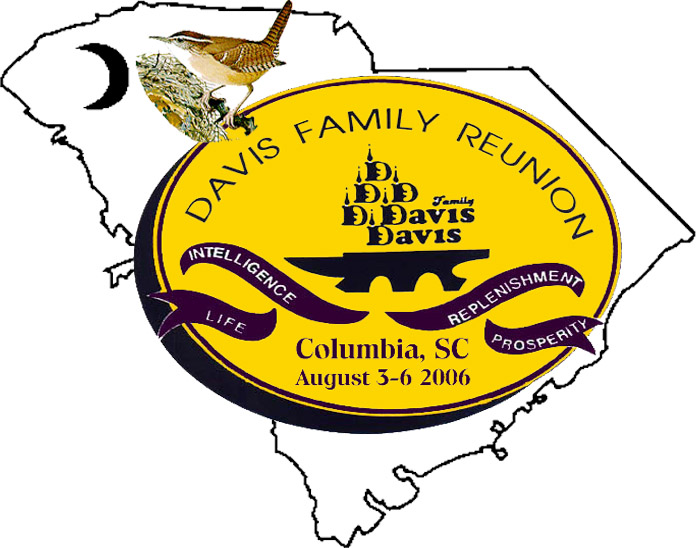 DAVIS FAMILY REUNION
D
D D
D D Family
Davis
Davis
INTELLIGENCE
REPLENISHMENT
LIFE
PROSPERITY
Columbia, SC
August 3-6 2006